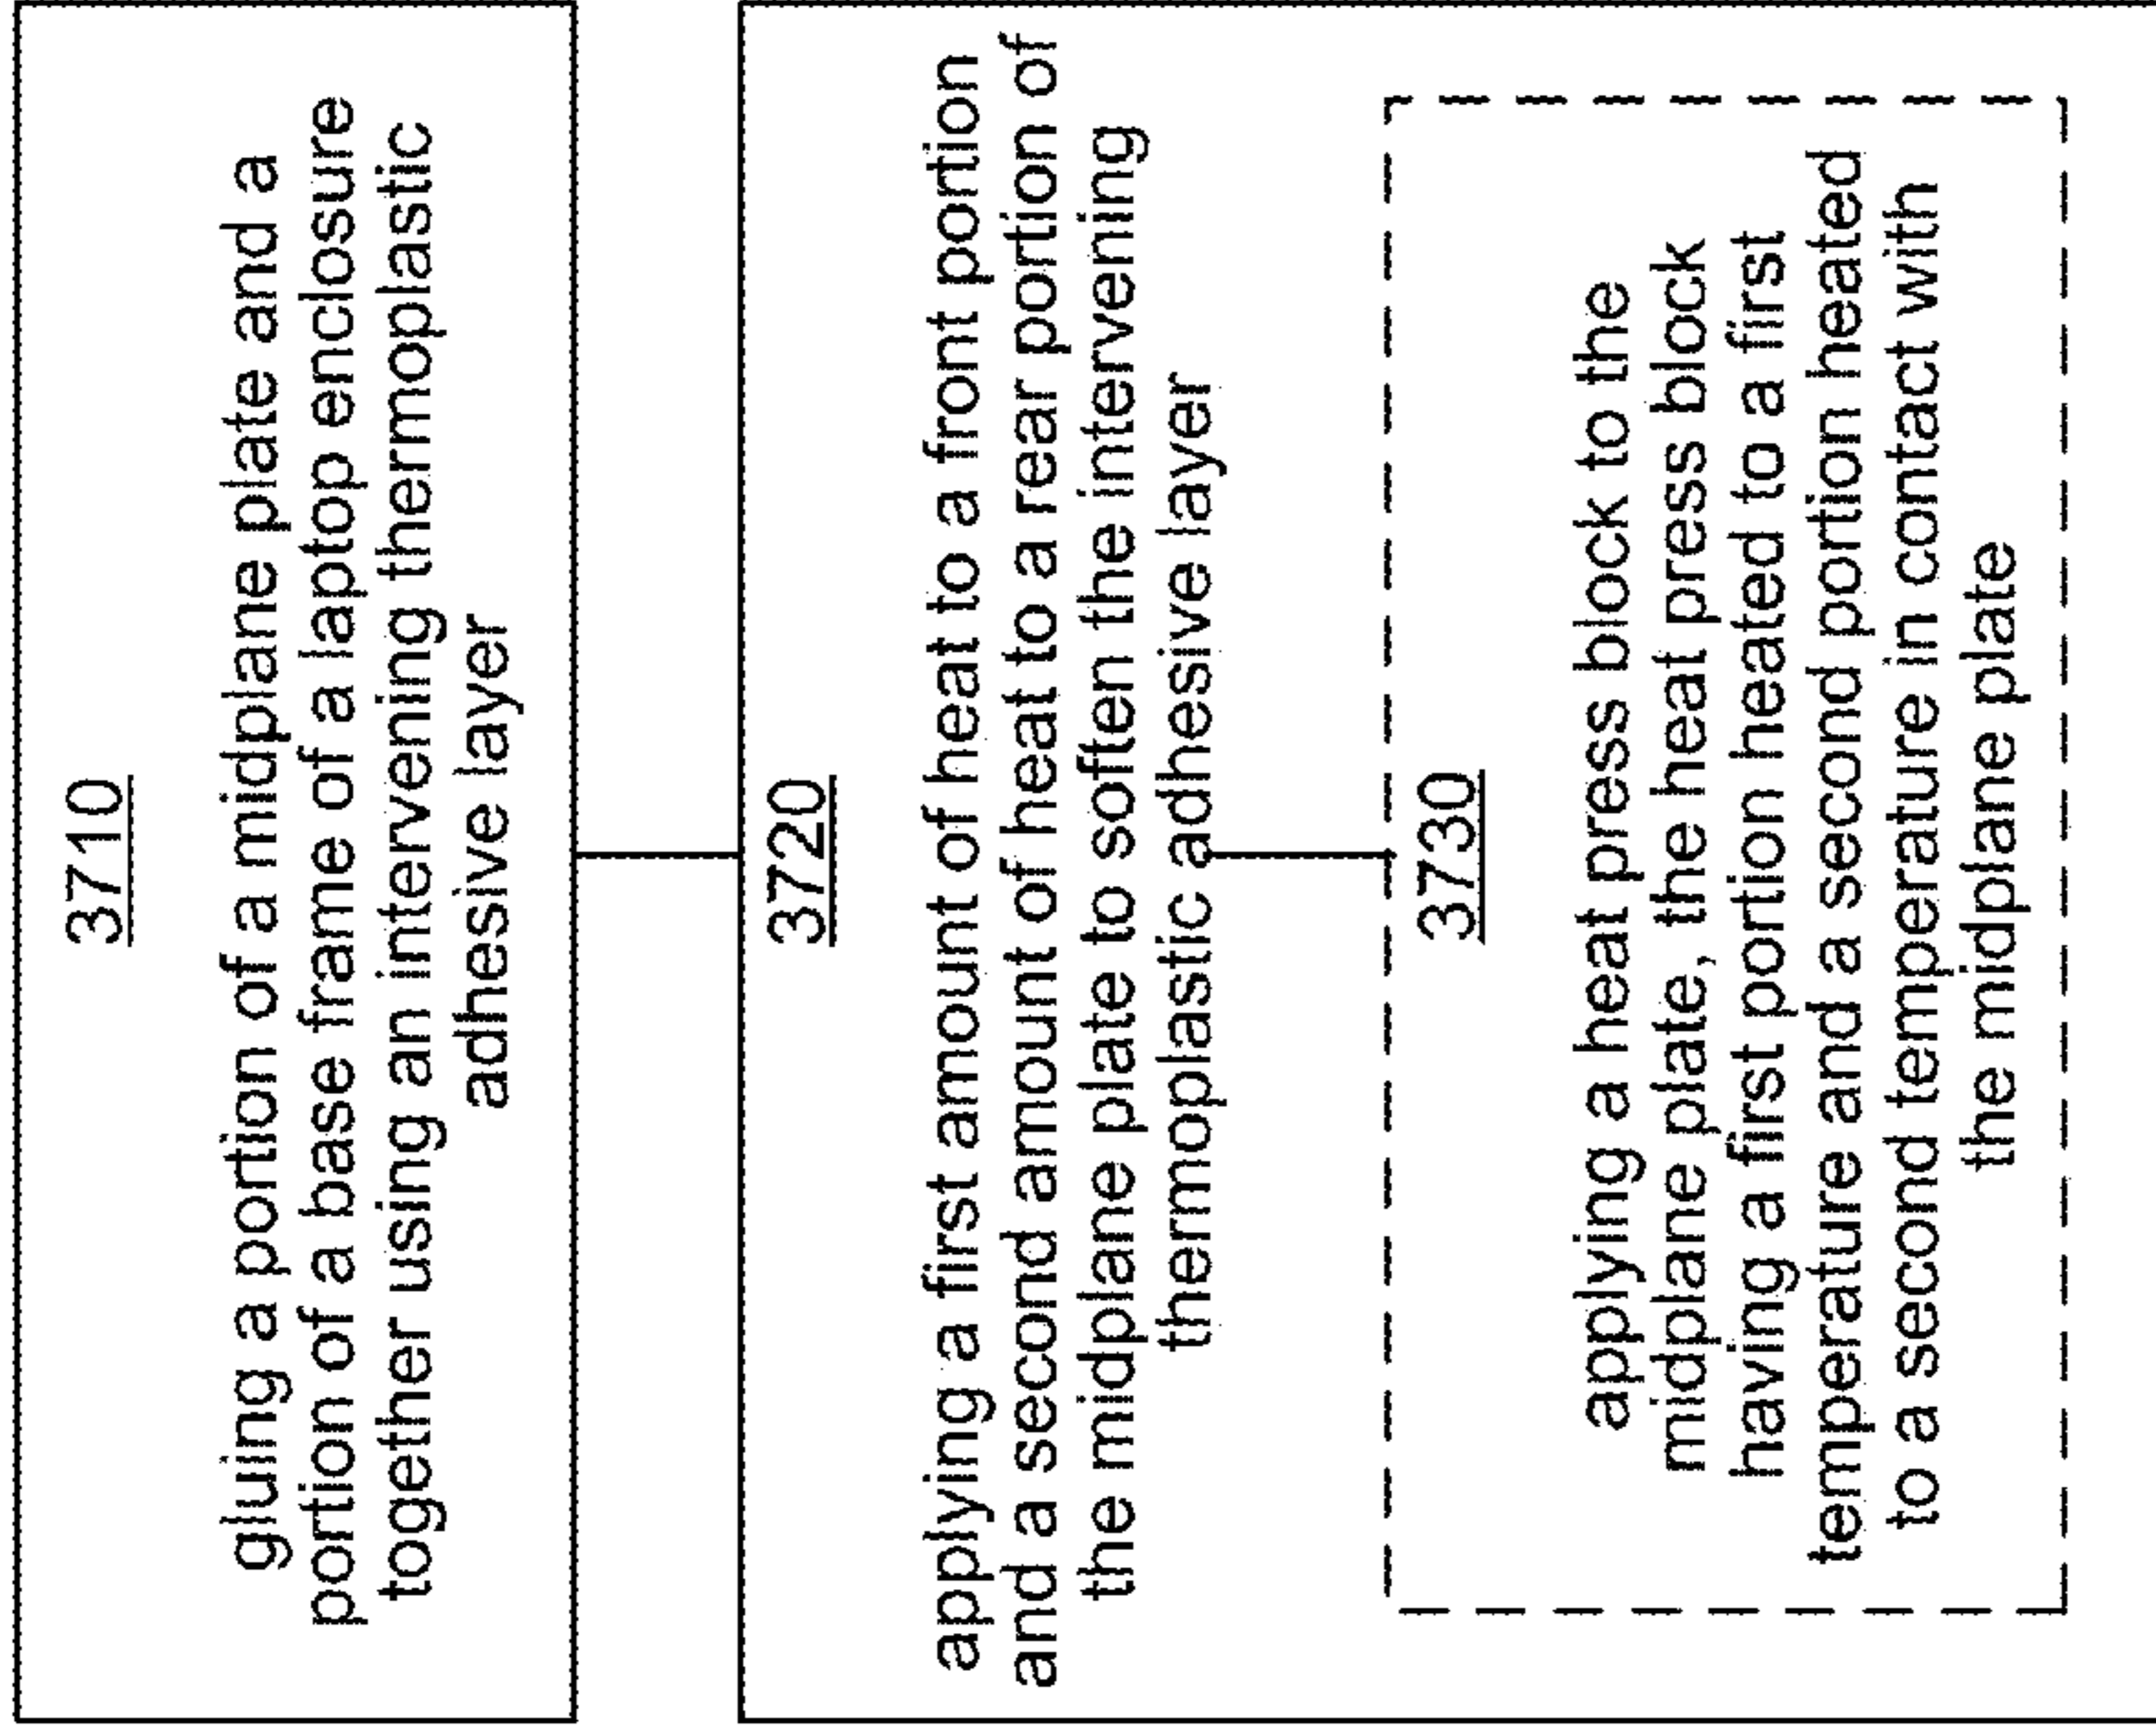 3710
gluing a portion of a midplane plate and a
portion of a base frame of a laptop enclosure
together using an intervening thermoplastic
adhesive layer
3720
applying a first amount of heat to a front portion
and a second amount of heat to a rear portion of
the midplane plate to soften the intervening
thermoplastic adhesive layer
3730
applying a heat press block to the
midplane plate, the heat press block
having a first portion heated to a first
temperature and a second portion heated
to a second temperature in contact with
the midplane plate